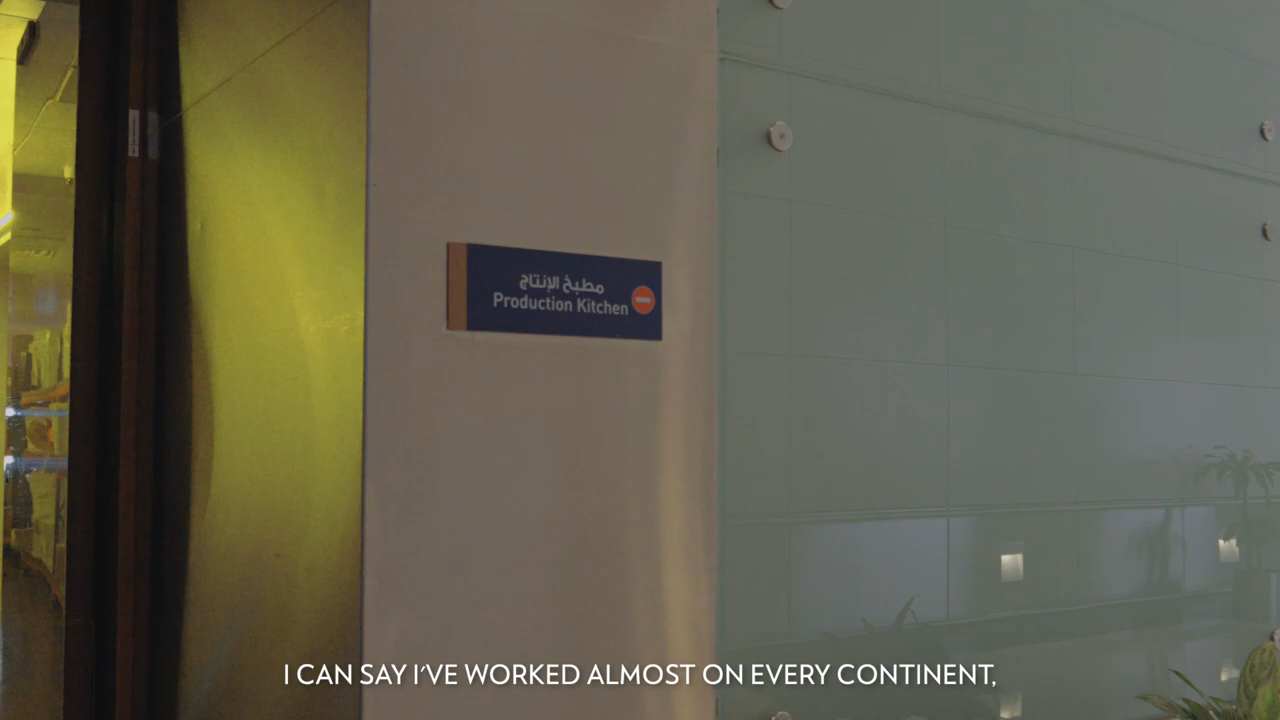 مطبخ الإنتاج
Production Kitchen
I CAN SAY I'VE WORKED ALMOST ON EVERY CONTINENT,